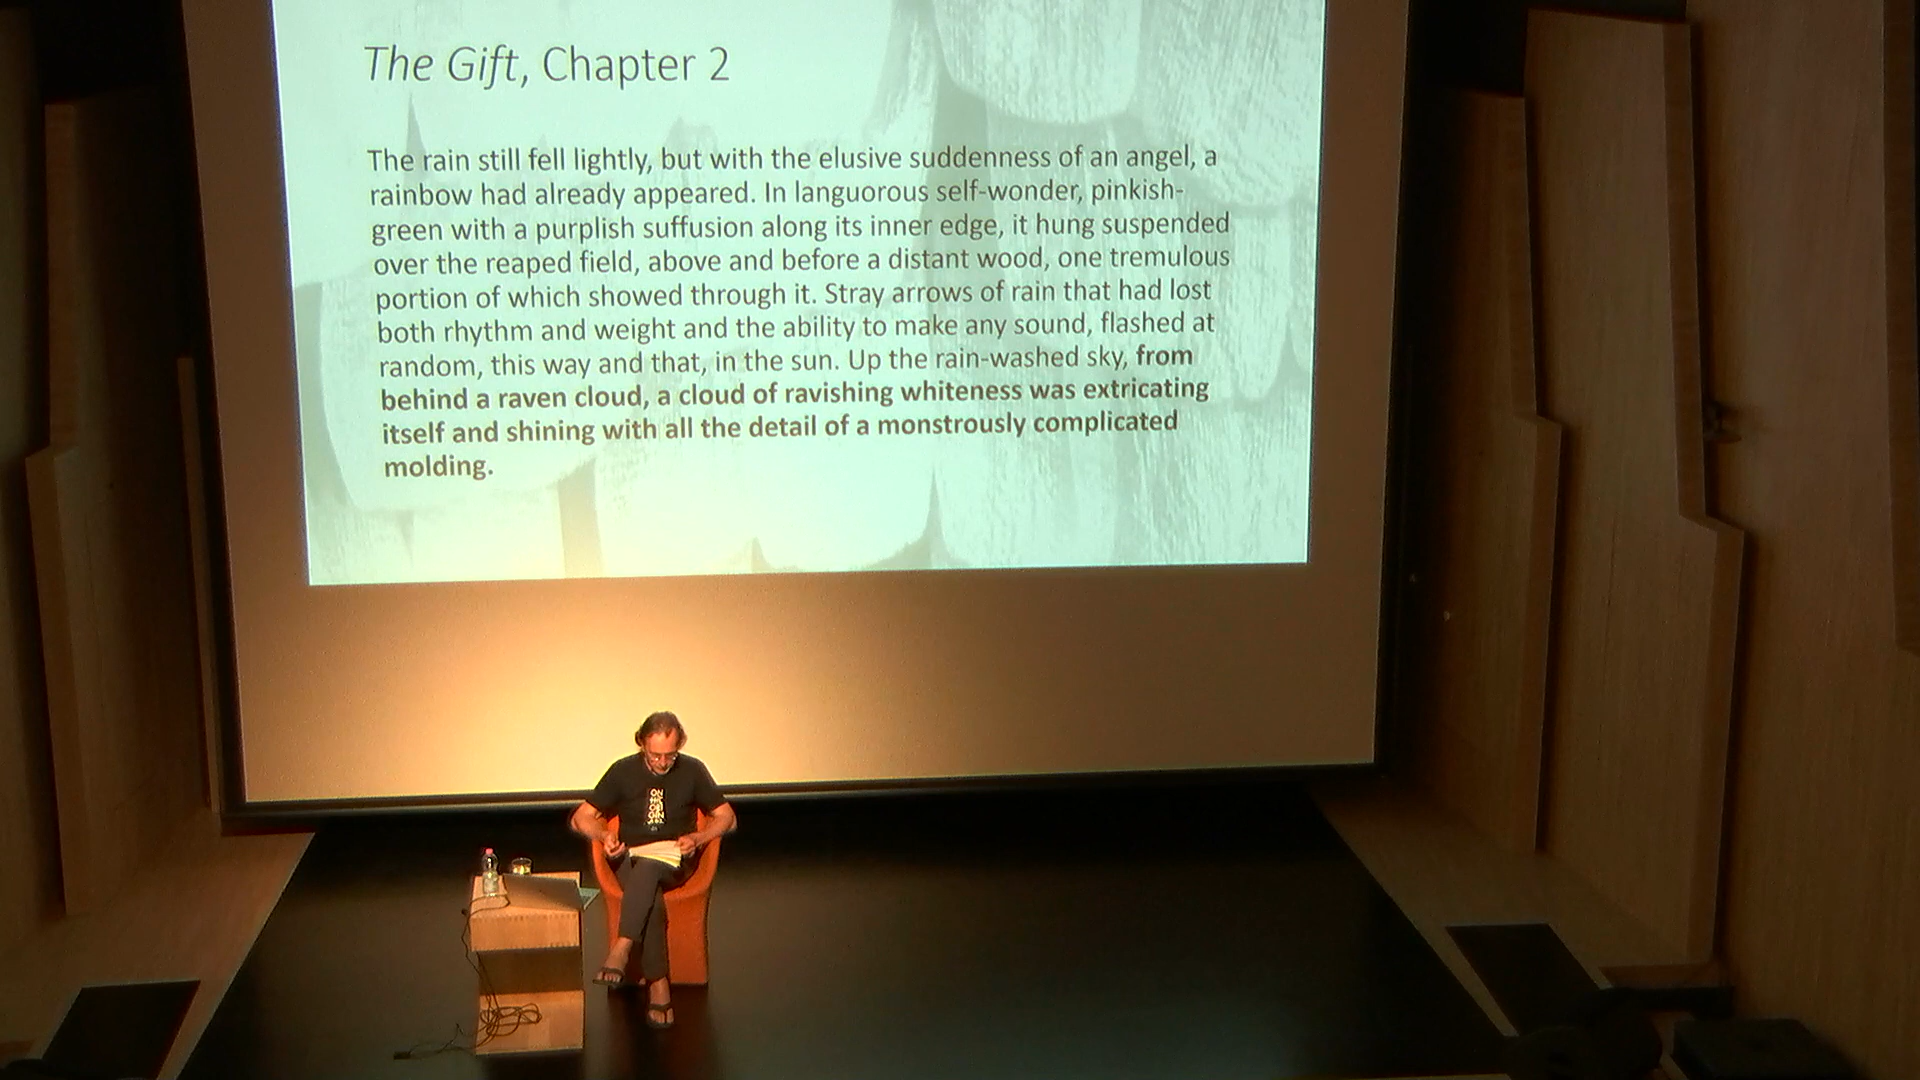 The Gift, Chapter 2
The rain still fell lightly, but with the elusive suddenness of an angel, a
rainbow had already appeared. In languorous self-wonder, pinkish-
green with a purplish suffusion along its inner edge, it hung suspended
over the reaped field, above and before a distant wood, one tremulous
portion of which showed through it. Stray arrows of rain that had lost
both rhythm and weight and the ability to make any sound, flashed at
random, this way and that, in the sun. Up the rain-washed sky, from
behind a raven cloud, a cloud of ravishing whiteness was extricating
itself and shining with all the detail of a monstrously complicated
molding.
ON